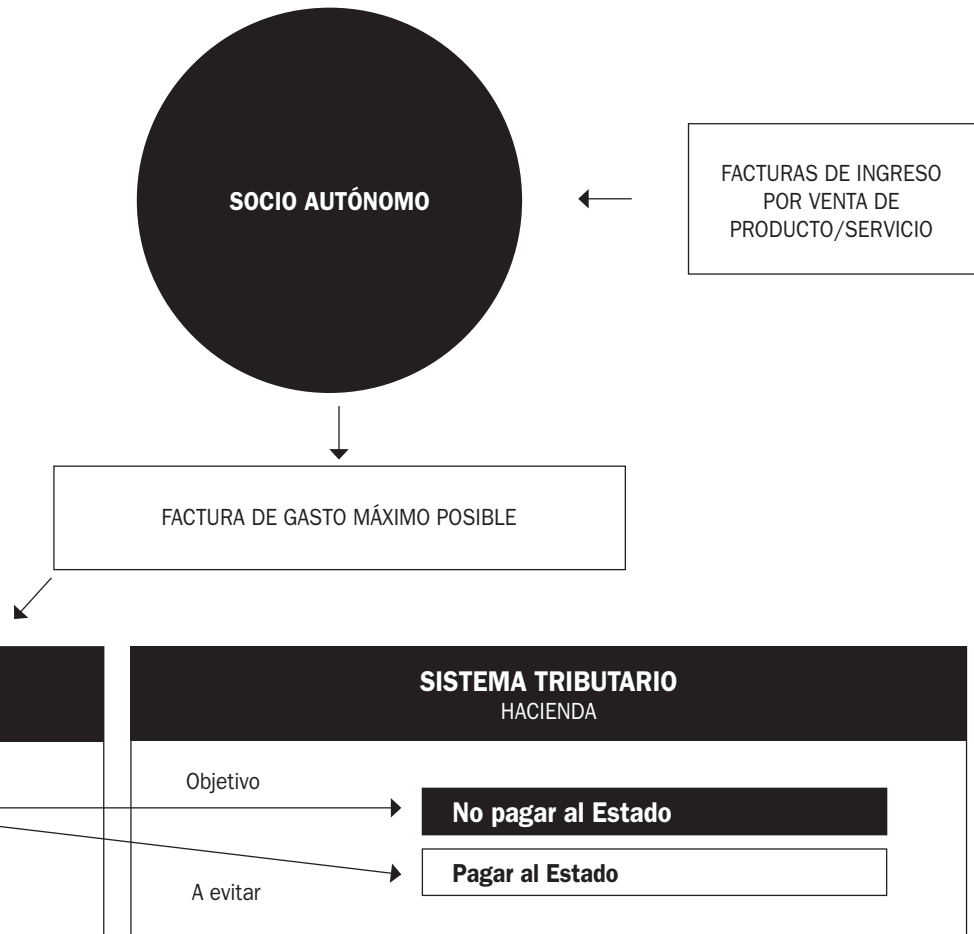 SOCIO AUTÓNOMO
FACTURAS DE INGRESO
POR VENTA DE
PRODUCTO/SERVICIO
FACTURA DE GASTO MÁXIMO POSIBLE
SISTEMA TRIBUTARIO
HACIENDA
Objetivo
No pagar al Estado
Pagar al Estado
A evitar